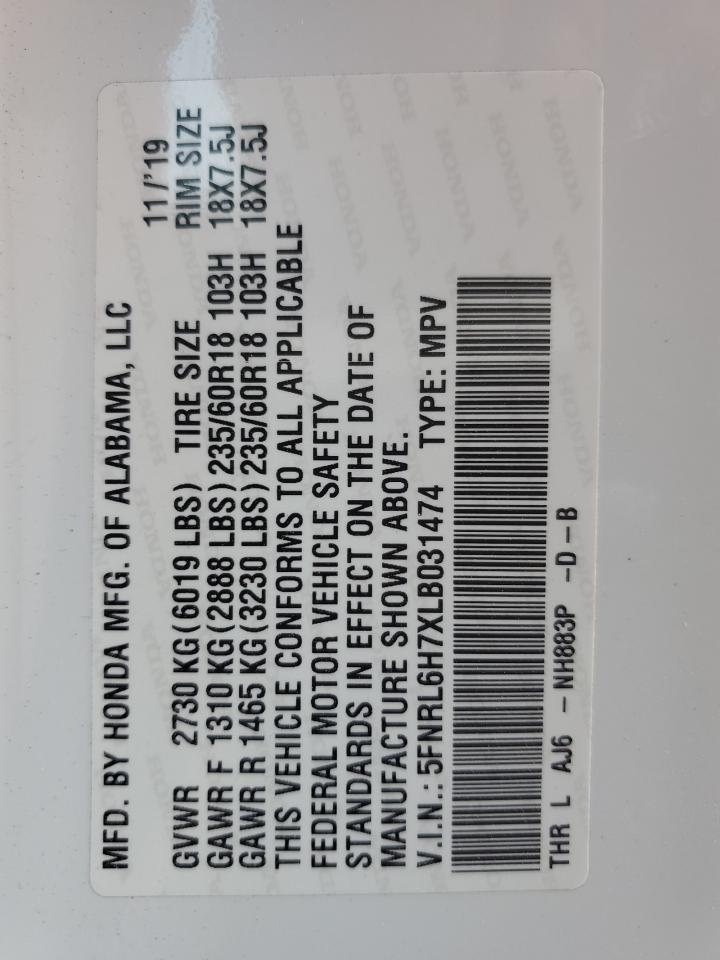 MFD. BY HONDA MFG. OF ALABAMA, LLC
11/'19
GVWR 2730 KG(6019 LBS) TIRE SIZE RIM SIZE
GAWR F 1310 KG(2888 LBS) 235/60R18 103H 18X7.5J
GAWR R 1465 KG(3230 LBS) 235/60R18 103H 18X7.5J
THIS VEHICLE CONFORMS TO ALL APPLICABLE
FEDERAL MOTOR VEHICLE SAFETY
STANDARDS IN EFFECT ON THE DATE OF
MANUFACTURE SHOWN ABOVE.
V.I.N.: 5FNRL6H7XLB031474 TYPE: MPV
THR L AJ6 - NH883P - D - B